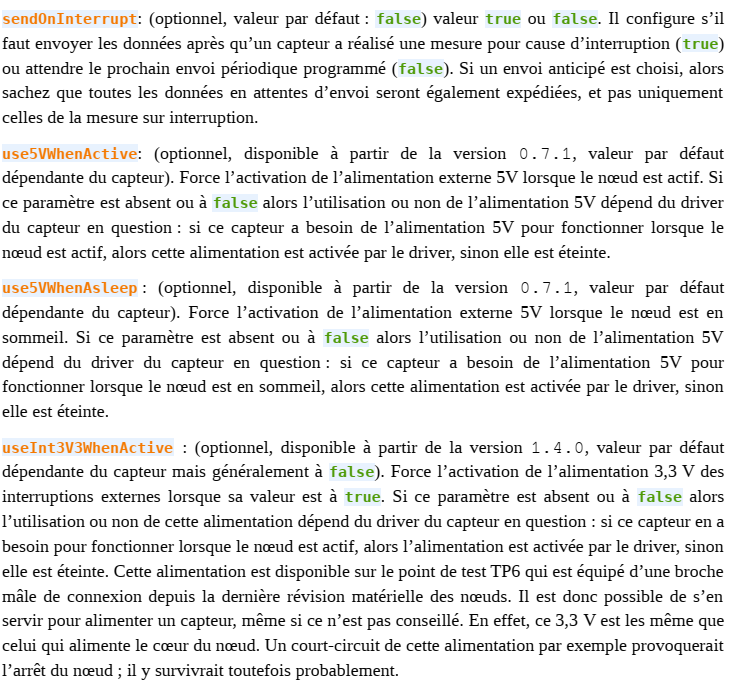 sendOnInterrupt: (optionnel, valeur par défaut : false) valeur true ou false. Il configure s’il
faut envoyer les données après qu’un capteur a réalisé une mesure pour cause d’interruption (true)
ou attendre le prochain envoi périodique programmé (false). Si un envoi anticipé est choisi, alors
sachez que toutes les données en attentes d’envoi seront également expédiées, et pas uniquement
celles de la mesure sur interruption.
use5VWhenActive: (optionnel, disponible à partir de la version 0.7.1, valeur par défaut
dépendante du capteur). Force l’activation de l’alimentation externe 5V lorsque le nœud est actif. Si
ce paramètre est absent ou à false alors l’utilisation ou non de l’alimentation 5V dépend du driver
du capteur en question : si ce capteur a besoin de l’alimentation 5V pour fonctionner lorsque le
nœud est actif, alors cette alimentation est activée par le driver, sinon elle est éteinte.
use5VWhenAsleep : (optionnel, disponible à partir de la version 0.7.1, valeur par défaut
dépendante du capteur). Force l’activation de l’alimentation externe 5V lorsque le nœud est en
sommeil. Si ce paramètre est absent ou à false alors l’utilisation ou non de l’alimentation 5V
dépend du driver du capteur en question : si ce capteur a besoin de l’alimentation 5V pour
fonctionner lorsque le nœud est en sommeil, alors cette alimentation est activée par le driver, sinon
elle est éteinte.
useInt3V3WhenActive : (optionnel, disponible à partir de la version 1.4.0, valeur par défaut
dépendante du capteur mais généralement à false). Force l’activation de l’alimentation 3,3 V des
interruptions externes lorsque sa valeur est à true. Si ce paramètre est absent ou à false alors
l’utilisation ou non de cette alimentation dépend du driver du capteur en question : si ce capteur en a
besoin pour fonctionner lorsque le nœud est actif, alors l’alimentation est activée par le driver, sinon
elle est éteinte. Cette alimentation est disponible sur le point de test TP6 qui est équipé d’une broche
mâle de connexion depuis la dernière révision matérielle des nœuds. Il est donc possible de s’en
servir pour alimenter un capteur, même si ce n’est pas conseillé. En effet, ce 3,3 V est les même que
celui qui alimente le cœur du nœud. Un court-circuit de cette alimentation par exemple provoquerait
l’arrêt du nœud ; il y survivrait toutefois probablement.